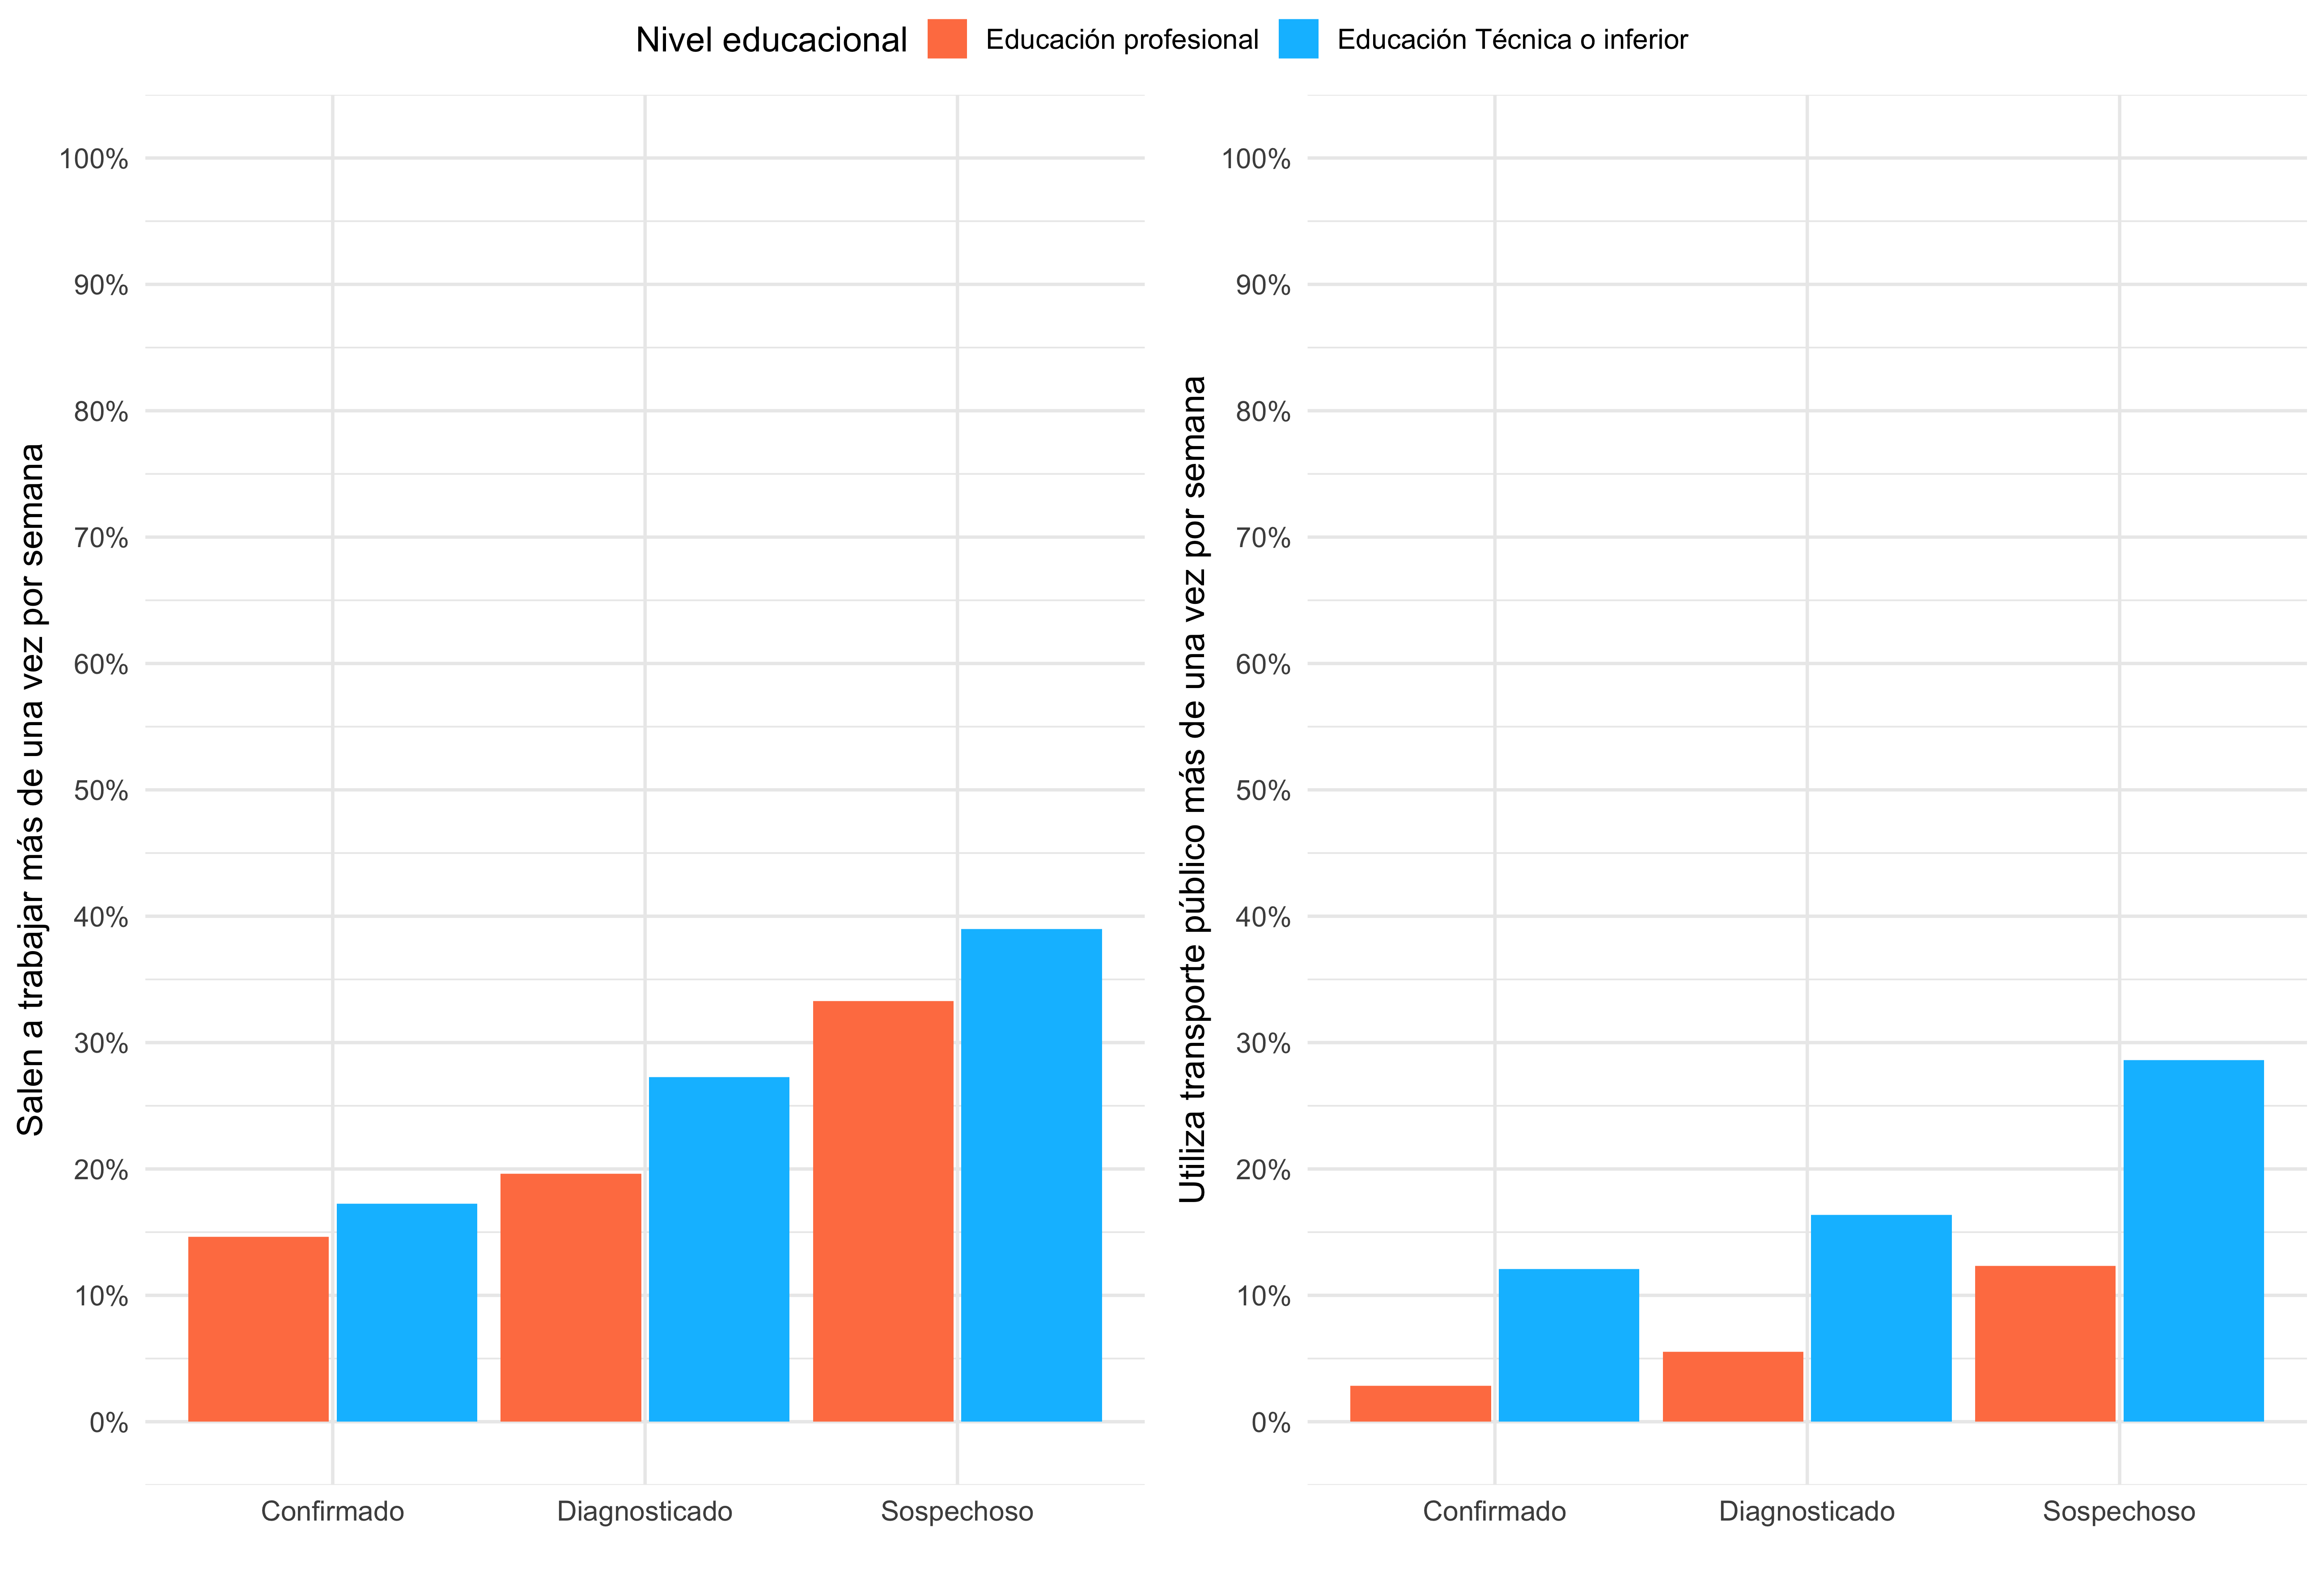 Nivel educacional
Educación profesional
Educación Técnica o inferior
Salen a trabajar más de una vez por semana
100%
90%
80%
70%
60%
50%
40%
30%
20%
10%
0%
Confirmado
Diagnosticado
Sospechoso
Utiliza transporte público más de una vez por semana
100%
90%
80%
70%
60%
50%
40%
30%
20%
10%
0%
Confirmado
Diagnosticado
Sospechoso